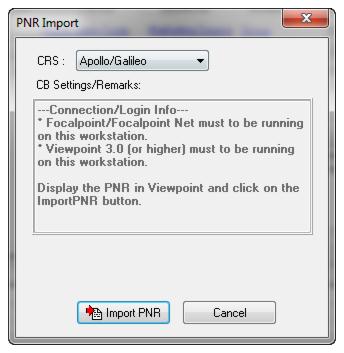 PNR Import
CRS : Apollo/Galileo
CB Settings/Remarks:
---Connection/Login Info---
* Focalpoint/Focalpoint Net must to be running
on this workstation.
* Viewpoint 3.0 (or higher) must to be running
on this workstation.
Display the PNR in Viewpoint and click on the
ImportPNR button.
Import PNR Cancel